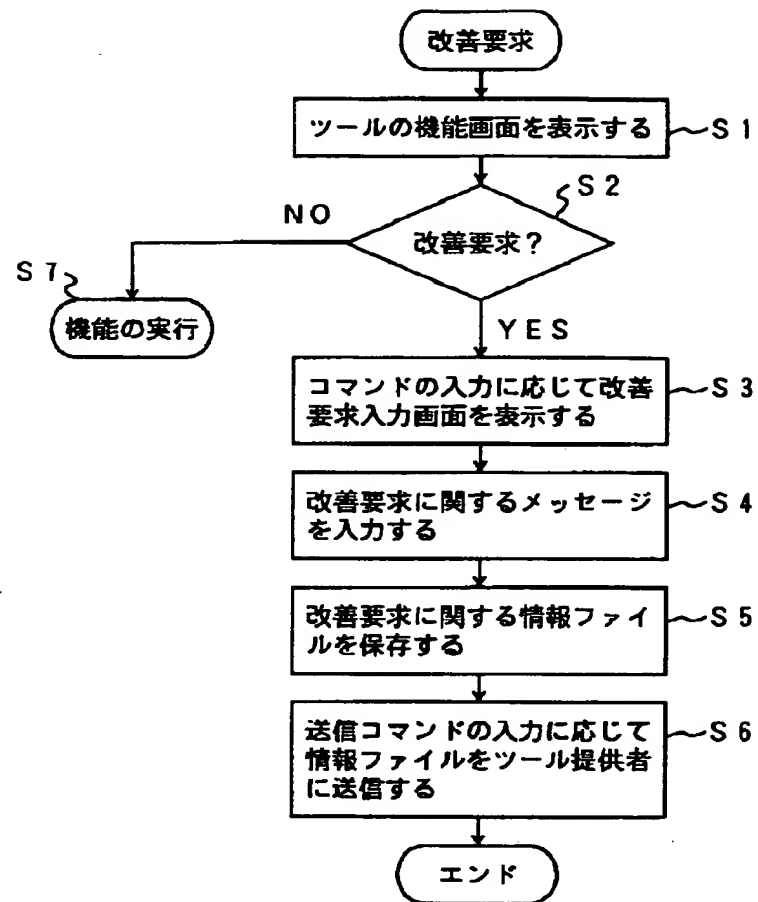 改善要求
ツールの機能画面を表示する
S1
S2
NO
改善要求？
S7
機能の実行
YES
コマンドの入力に応じて改善
要求入力画面を表示する
S3
改善要求に関するメッセージ
を入力する
S4
改善要求に関する情報ファイ
ルを保存する
S5
送信コマンドの入力に応じて
情報ファイルをツール提供者
に送信する
S6
エンド